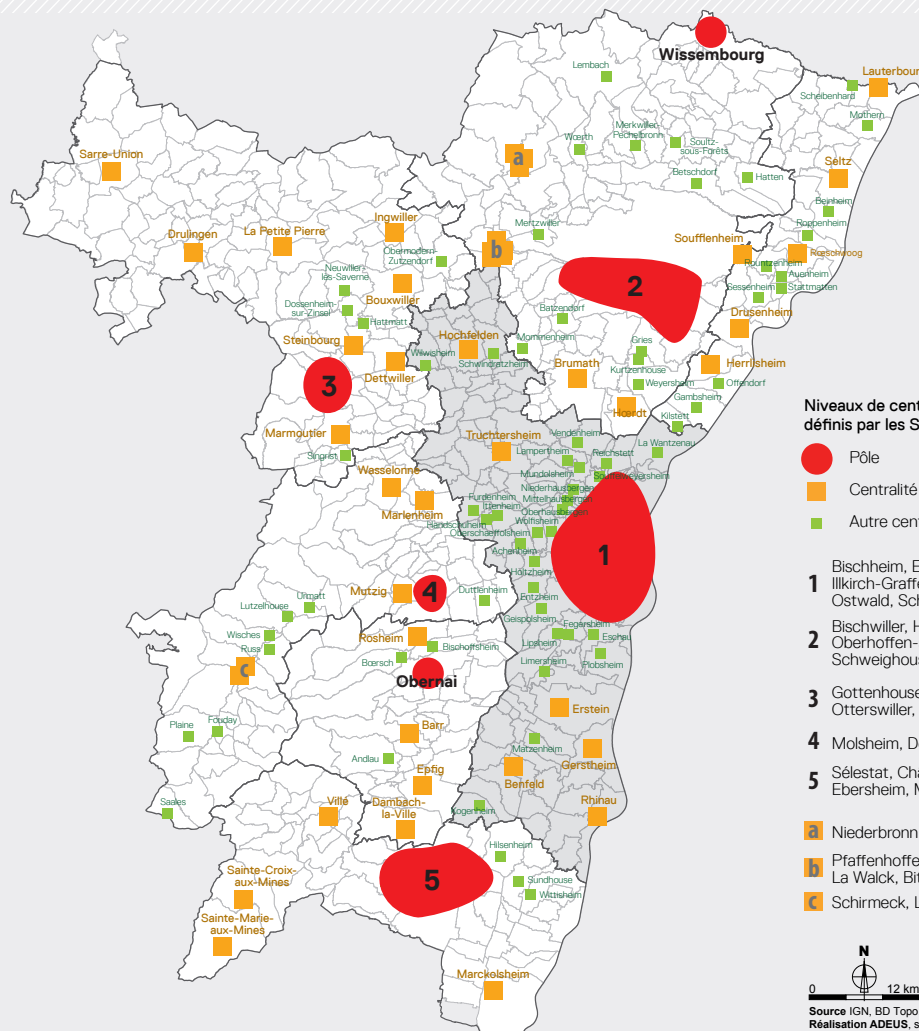 Wissembourg
Lembach
Lauterbour
Scheibenhard
Mothern
Wœrth
Merkwiller-
Pechelbronn
Soultz-
sous-Forêts
Sarre-Union
a
Betschdorf
Hatten
Seltz
Beinheim
Drulingen
La Petite Pierre
Ingwiller
Mertzwiller
Soufflenheim
Roppenheim
b
Obermodern-
Zutzendorf
Rœschwoog
Rountzenheim
Auenheim
Neuwiller-
lès-Saverne
Sessenheim
Stattmatten
Bouxwiller
2
Dossenheim-
sur-Zinsel
Hattmatt
Batzendorf
Drusenheim
Steinbourg
Hochfelden
Mommenheim
Gries
Wilwisheim
Schwindratzheim
Kurtzenhouse
Herrlisheim
Dettwiller
Brumath
Weyersheim
Offendorf
3
Hœrdt
Gambsheim
Kilstett
Marmoutier
Truchtersheim
Vendenheim
La Wantzenau
Singrist
Lampertheim
Reichstett
Mundolsheim
Souffelweyersheim
Wasselonne
Niederhausbergen
Mittelhausbergen
Marlenheim
Furdenheim
Ittenheim
Oberhausbergen
Handschuheim
Wolfisheim
Oberschaeffolsheim
Achenheim
1
Holtzheim
Mutzig
4
Duttlenheim
Entzheim
Urmatt
Lutzelhouse
Geispolsheim
Wisches
Rosheim
Fegersheim
Russ
Bischoffsheim
Lipsheim
Eschau
Bœrsch
Limersheim
Plobsheim
c
Obernai
Erstein
Plaine
Fouday
Barr
Matzenheim
Andlau
Gerstheim
Epfig
Benfeld
Saales
Villé
Dambach-
la-Ville
Kogenheim
Rhinau
Hilsenheim
Sainte-Croix-
aux-Mines
5
Sundhouse
Wittisheim
Sainte-Marie-
aux-Mines
Marckolsheim
Niveaux de cent
définis par les S
Pôle
Centralité
Autre cent
1 Bischheim, E
Illkirch-Graffe
Ostwald, Sch
2 Bischwiller, H
Oberhoffen-
Schweighous
3 Gottenhouse
Otterswiller,
4 Molsheim, D
5 Sélestat, Cha
Ebersheim, M
a Niederbronn
b Pfaffenhoffe
La Walck, Bit
c Schirmeck, L
N
0 12 km
Source IGN, BD Topo
Réalisation ADEUS, s